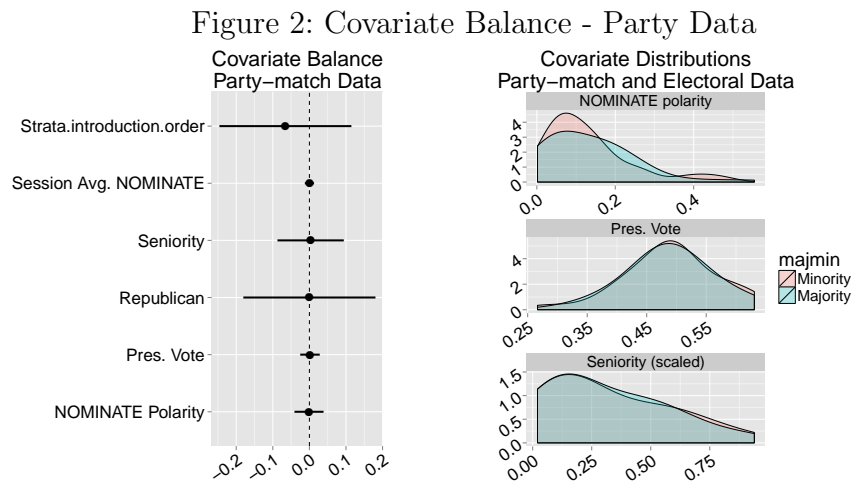 Figure 2: Covariate Balance - Party Data
Covariate Balance
Party−match Data
Strata.introduction.order
Session Avg. NOMINATE
Seniority
Republican
Pres. Vote
NOMINATE Polarity
−0.2
−0.1
0.0
0.1
0.2
Covariate Distributions
Party−match and Electoral Data
NOMINATE polarity
4
3
2
1
0
0.0
0.2
0.4
Pres. Vote
4
2
0
0.25
0.35
0.45
0.55
Seniority (scaled)
1.5
1.0
0.5
0.0
0.00
0.25
0.50
0.75
majmin
Minority
Majority